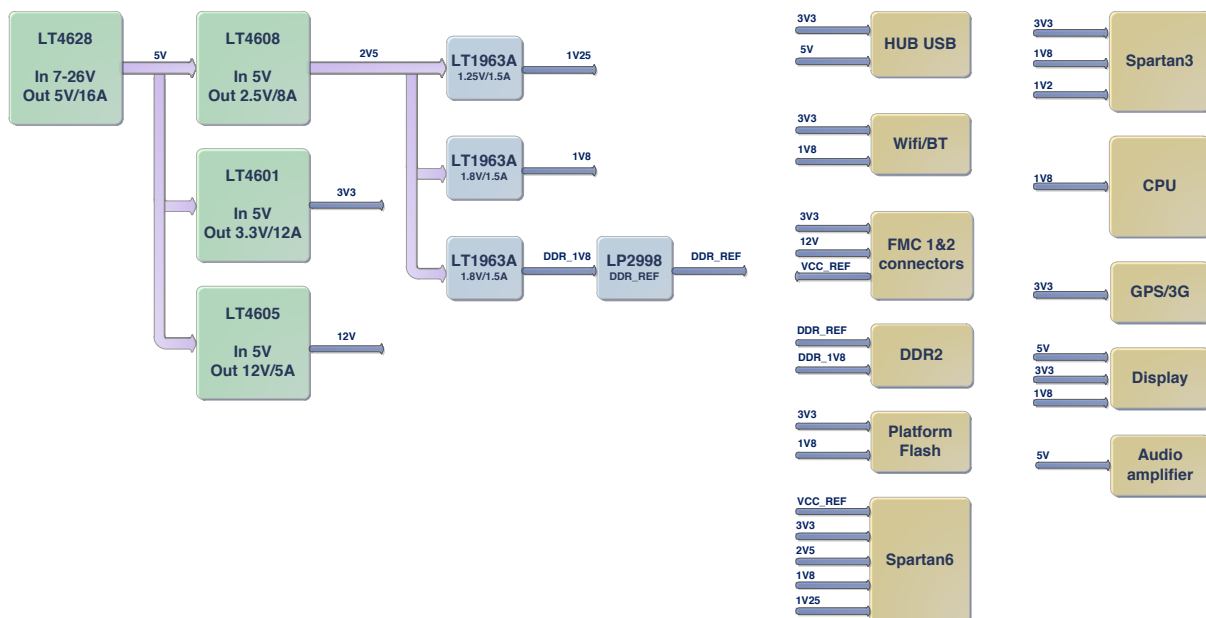 LT4628
In 7-26V
Out 5V/16A
5V
LT4608
In 5V
Out 2.5V/8A
2V5
LT1963A
1.25V/1.5A
1V25
LT1963A
1.8V/1.5A
1V8
LT4601
In 5V
Out 3.3V/12A
3V3
LT1963A
1.8V/1.5A
DDR_1V8
LP2998
DDR_REF
DDR_REF
LT4605
In 5V
Out 12V/5A
12V
3V3
5V
HUB USB
3V3
1V8
Wifi/BT
3V3
12V
VCC_REF
FMC 1&2
connectors
DDR_REF
DDR_1V8
DDR2
3V3
1V8
Platform
Flash
VCC_REF
3V3
2V5
1V8
1V25
Spartan6
3V3
1V8
1V2
Spartan3
1V8
CPU
3V3
GPS/3G
5V
3V3
1V8
Display
5V
Audio
amplifier